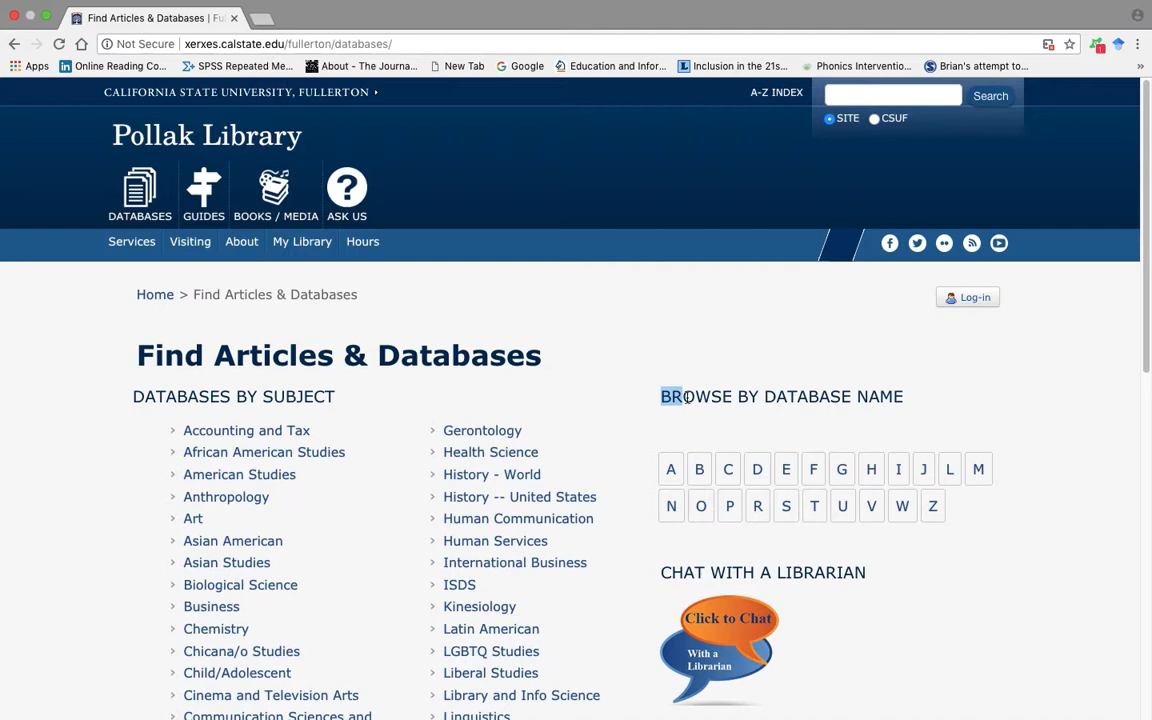 Find Articles & Databases | Ful
Not Secure | xerxes.calstate.edu/fullerton/databases/
Apps
Online Reading Co...
SPSS Repeated Me...
About - The Journa...
New Tab
Google
Education and Infor...
Inclusion in the 21s...
Phonics Interventio...
Brian's attempt to...
»
CALIFORNIA STATE UNIVERSITY, FULLERTON
A-Z INDEX
Search
SITE
CSUF
Pollak Library
DATABASES
GUIDES
BOOKS / MEDIA
ASK US
Services
Visiting
About
My Library
Hours
Home > Find Articles & Databases
Log-in
Find Articles & Databases
DATABASES BY SUBJECT
Accounting and Tax
African American Studies
American Studies
Anthropology
Art
Asian American
Asian Studies
Biological Science
Business
Chemistry
Chicana/o Studies
Child/Adolescent
Cinema and Television Arts
Communication Sciences and
Gerontology
Health Science
History - World
History -- United States
Human Communication
Human Services
International Business
ISDS
Kinesiology
Latin American
LGBTQ Studies
Liberal Studies
Library and Info Science
Linguistics
BROWSE BY DATABASE NAME
A B C D E F G H I J L M
N O P R S T U V W Z
CHAT WITH A LIBRARIAN
Click to Chat
With a
Librarian